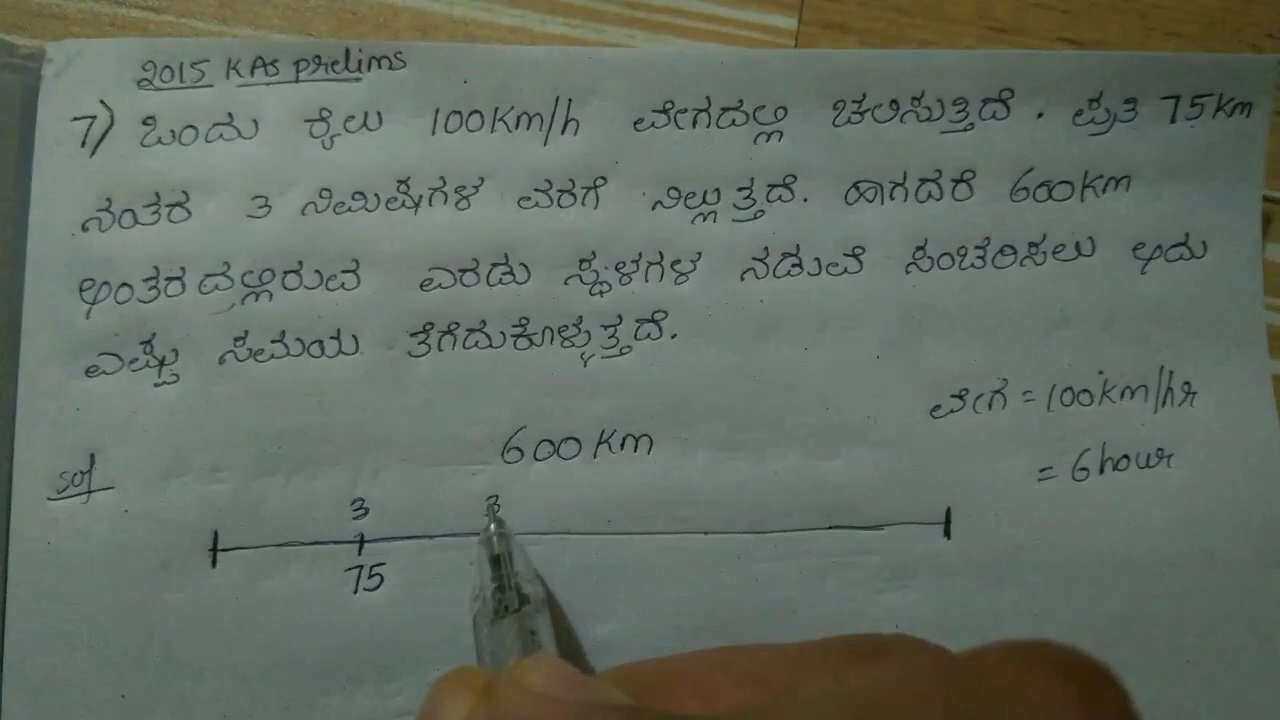 2015 KAS prelims
7) ಒಂದು ರೈಲು 100Km/h ವೇಗದಲ್ಲಿ ಚಲಿಸುತ್ತಿದೆ. ಪ್ರತಿ 75Km
ನಂತರ 3 ನಿಮಿಷಗಳ ವರಗೆ ನಿಲ್ಲುತ್ತದೆ. ಹಾಗದರೆ 600Km
ಅಂತರದಲ್ಲಿರುವ ಎರಡು ಸ್ಥಳಗಳ ನಡುವೆ ಸಂಚರಿಸಲು ಅದು
ಎಷ್ಟು ಸಮಯ ತೆಗೆದುಕೊಳ್ಳುತ್ತದೆ.
ವೇಗ = 100km/hr
600 Km
= 6 hour
Sol
3 3
75